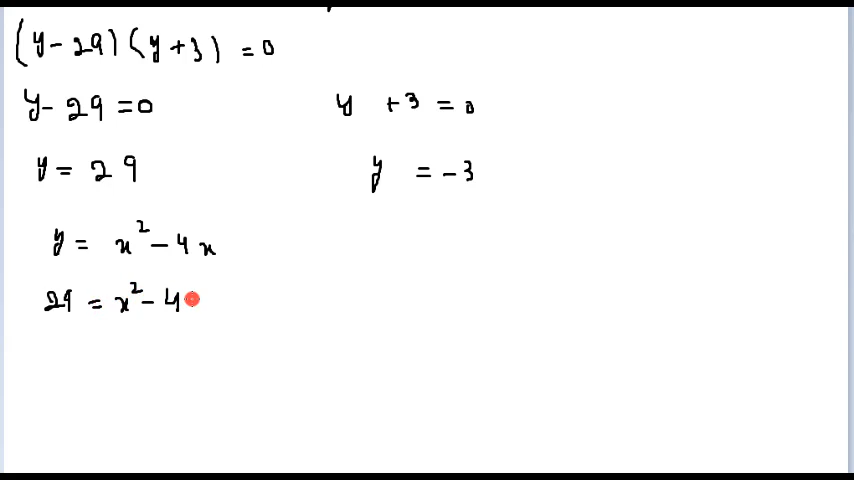 (y - 29) (y + 3) = 0
y - 29 = 0 y + 3 = 0
y = 29 y = -3
y = x² - 4x
29 = x² - 4